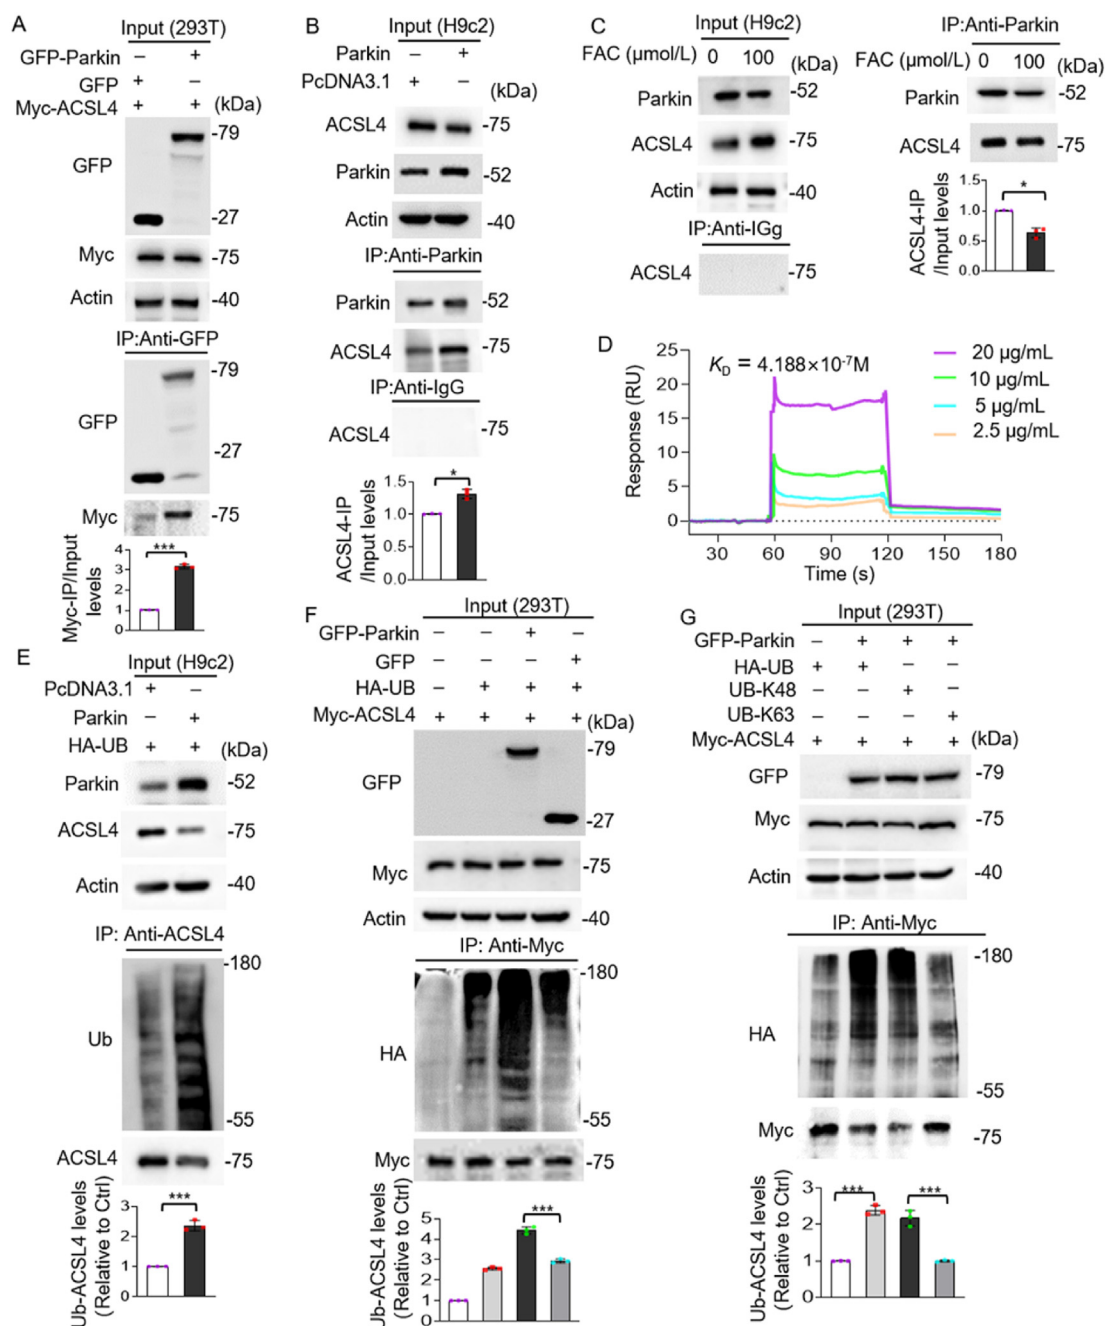 A
Input (293T)
GFP-Parkin − +
GFP + −
Myc-ACSL4 + + (kDa)
GFP
-79
-27
Myc -75
Actin -40
IP:Anti-GFP
GFP
-79
-27
Myc -75
Myc-IP/Input
levels
4
3
2
1
0
***
B
Input (H9c2)
Parkin − +
PcDNA3.1 + −
ACSL4 -75
Parkin -52
Actin -40
IP:Anti-Parkin
Parkin -52
ACSL4 -75
IP:Anti-IgG
ACSL4 -75
ACSL4-IP
/Input levels
1.5
1.0
0.5
0.0
*
C
Input (H9c2)
FAC (μmol/L) 0 100 (kDa)
Parkin -52
ACSL4 -75
Actin -40
IP:Anti-IGg
ACSL4 -75
IP:Anti-Parkin
FAC (μmol/L) 0 100 (kDa)
Parkin -52
ACSL4 -75
ACSL4-IP
/Input levels
1.5
1.0
0.5
0.0
*
D
Response (RU)
25
20
15
10
5
0
KD = 4.188×10-7M
20 μg/mL
10 μg/mL
5 μg/mL
2.5 μg/mL
30 60 90 120 150 180
Time (s)
E
Input (H9c2)
PcDNA3.1 + −
Parkin − +
HA-UB + + (kDa)
Parkin -52
ACSL4 -75
Actin -40
IP: Anti-ACSL4
Ub
-180
-55
ACSL4 -75
Ub-ACSL4 levels
(Relative to Ctrl)
3
2
1
0
***
F
Input (293T)
GFP-Parkin − − + −
GFP − − − +
HA-UB − + + +
Myc-ACSL4 + + + + (kDa)
GFP
-79
-27
Myc -75
Actin -40
IP: Anti-Myc
HA
-180
-55
Myc -75
Ub-ACSL4 levels
(Relative to Ctrl)
5
4
3
2
1
0
***
G
Input (293T)
GFP-Parkin − + + +
HA-UB + + − −
UB-K48 − − + −
UB-K63 − − − +
Myc-ACSL4 + + + + (kDa)
GFP -79
Myc -75
Actin -40
IP: Anti-Myc
HA
-180
-55
Myc -75
Ub-ACSL4 levels
(Relative to Ctrl)
3
2
1
0
*** ***